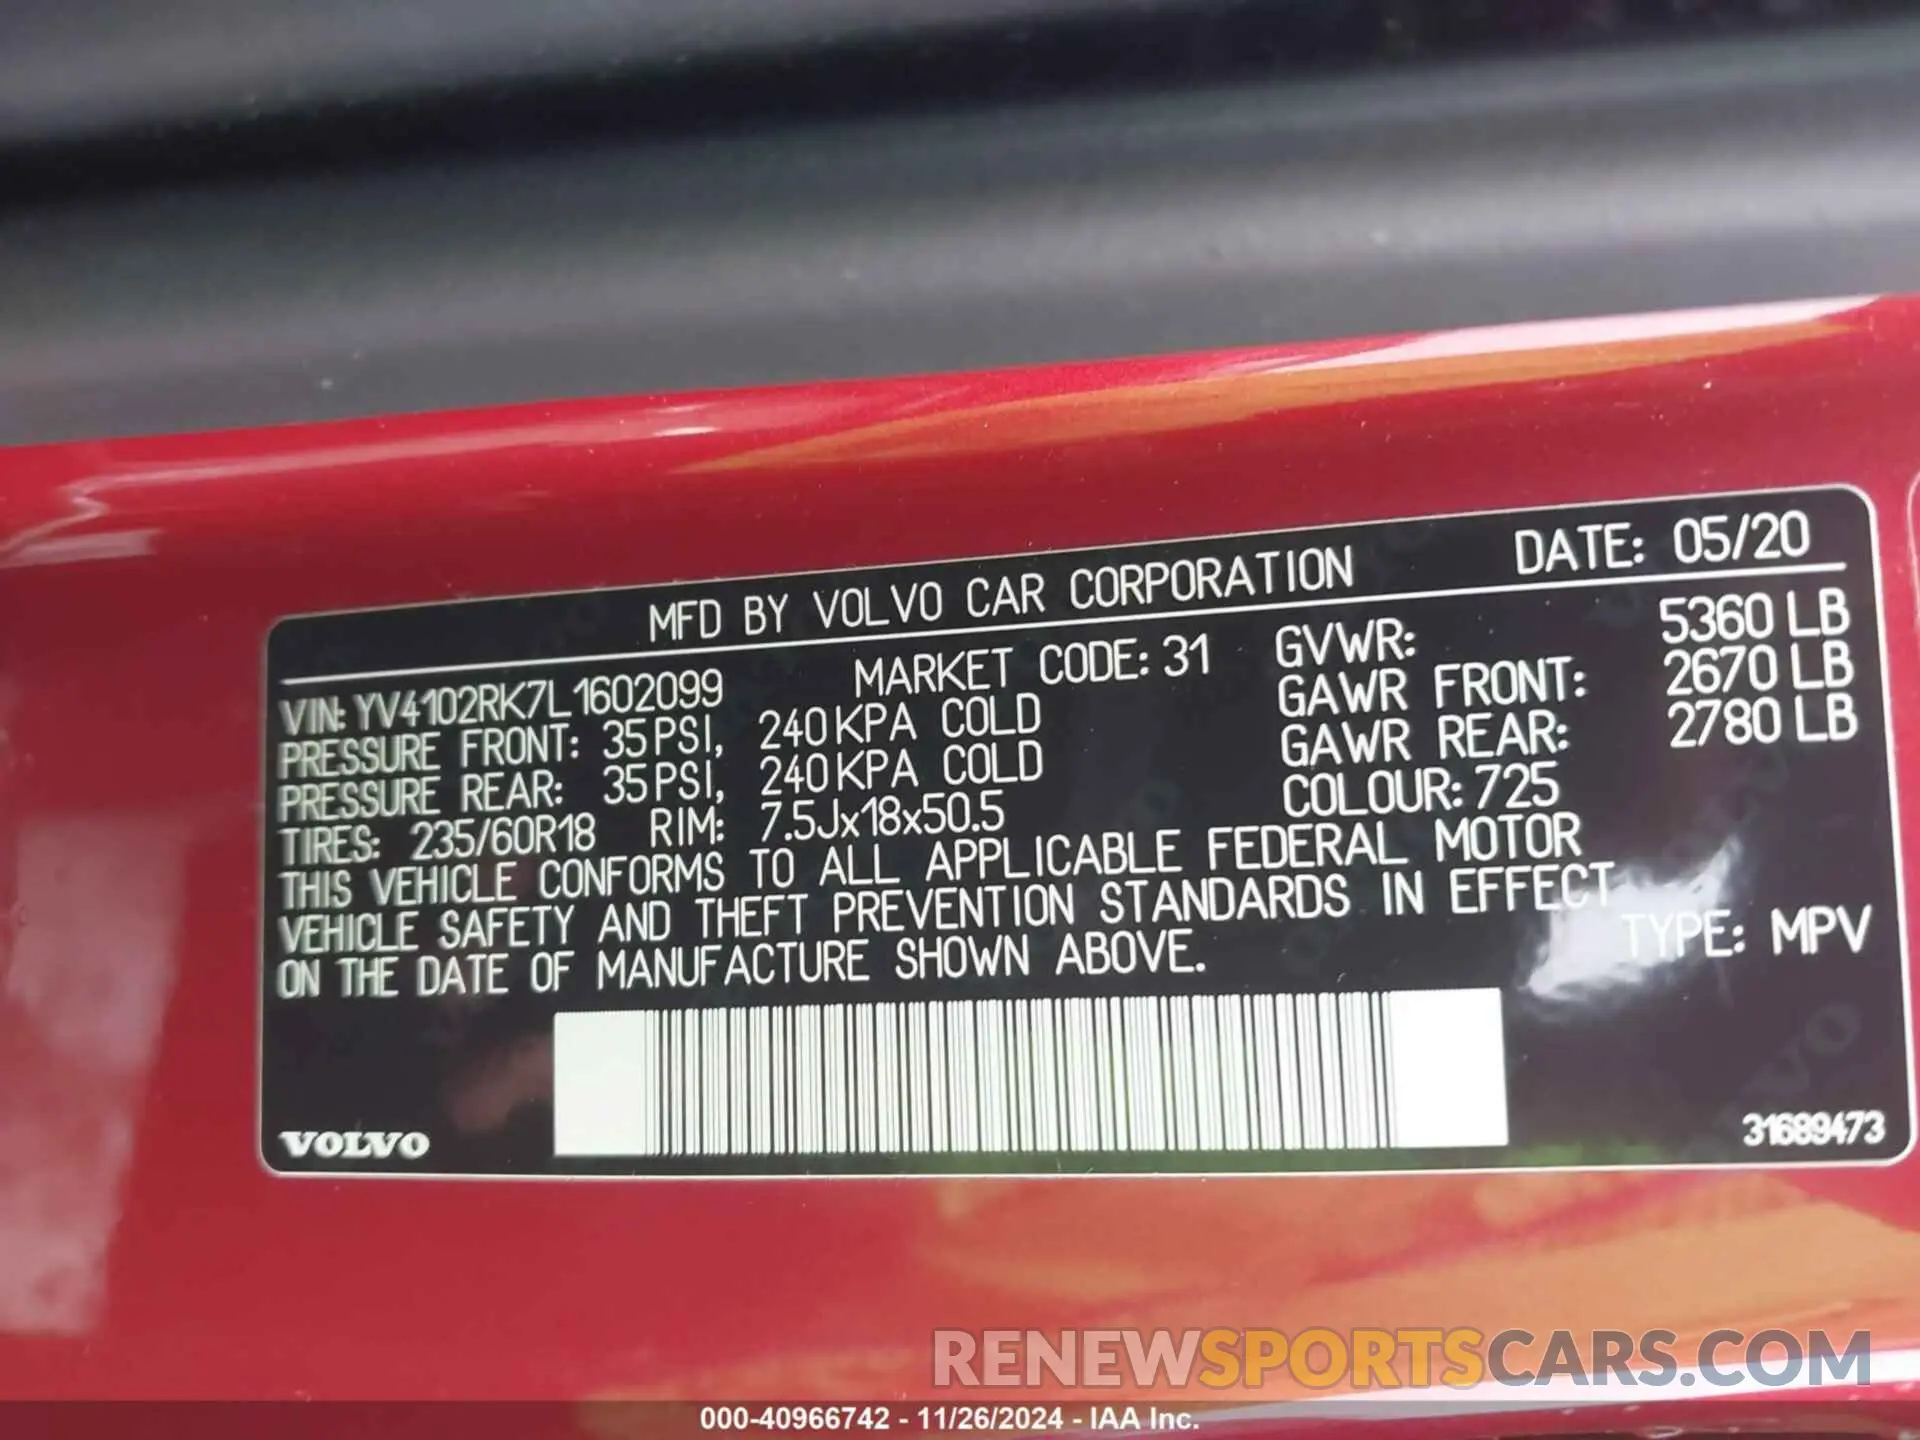 MFD BY VOLVO CAR CORPORATION DATE: 05/20
VIN: YV4102RK7L1602099 MARKET CODE: 31 GVWR: 5360 LB
PRESSURE FRONT: 35 PSI, 240 KPA COLD GAWR FRONT: 2670 LB
PRESSURE REAR: 35 PSI, 240 KPA COLD GAWR REAR: 2780 LB
TIRES: 235/60R18 RIM: 7.5Jx18x50.5 COLOUR: 725
THIS VEHICLE CONFORMS TO ALL APPLICABLE FEDERAL MOTOR
VEHICLE SAFETY AND THEFT PREVENTION STANDARDS IN EFFECT
ON THE DATE OF MANUFACTURE SHOWN ABOVE. TYPE: MPV
VOLVO 31689473
RENEWSPORTSCARS.COM
000-40966742 - 11/26/2024 - IAA Inc.